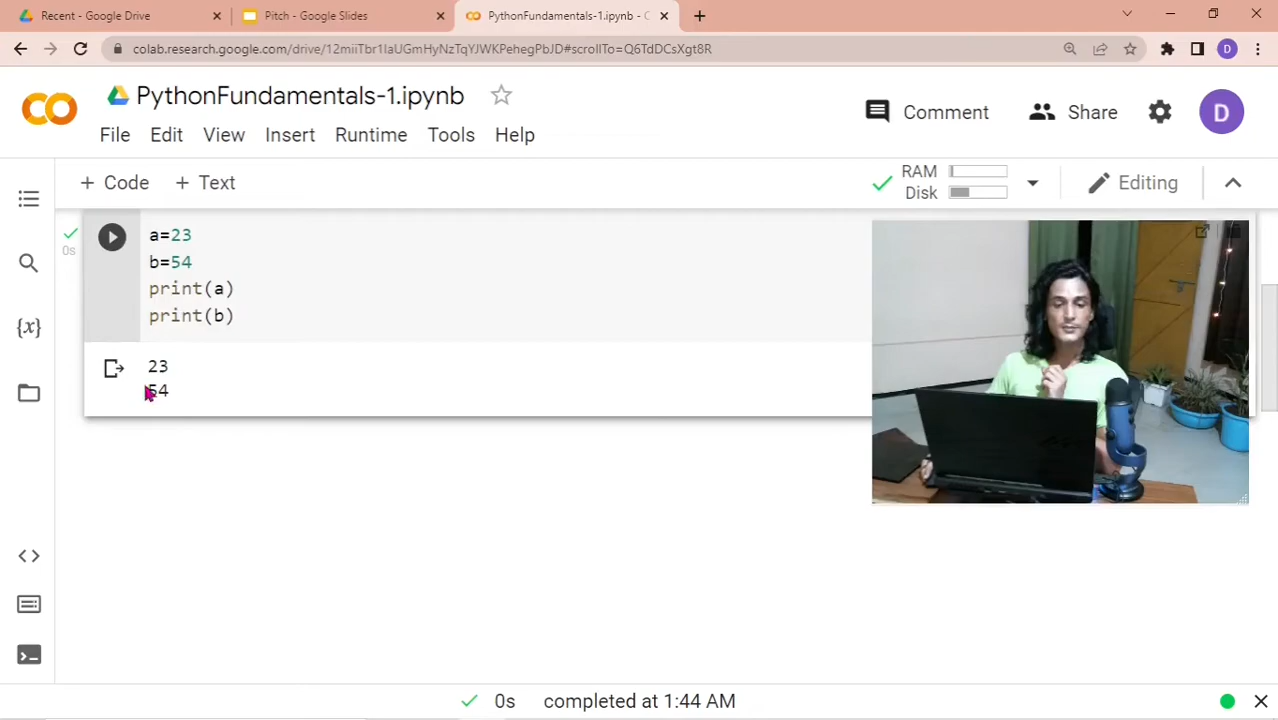 Recent - Google Drive
Pitch - Google Slides
PythonFundamentals-1.ipynb - C
colab.research.google.com/drive/12miiTbr1IaUGmHyNzTqYJWKPehegPbJD#scrollTo=Q6TdDCsXgt8R
D
PythonFundamentals-1.ipynb
Comment
Share
D
File Edit View Insert Runtime Tools Help
+ Code + Text
RAM
Disk
Editing
0s
a=23
b=54
print(a)
print(b)
23
54
{x}
0s completed at 1:44 AM